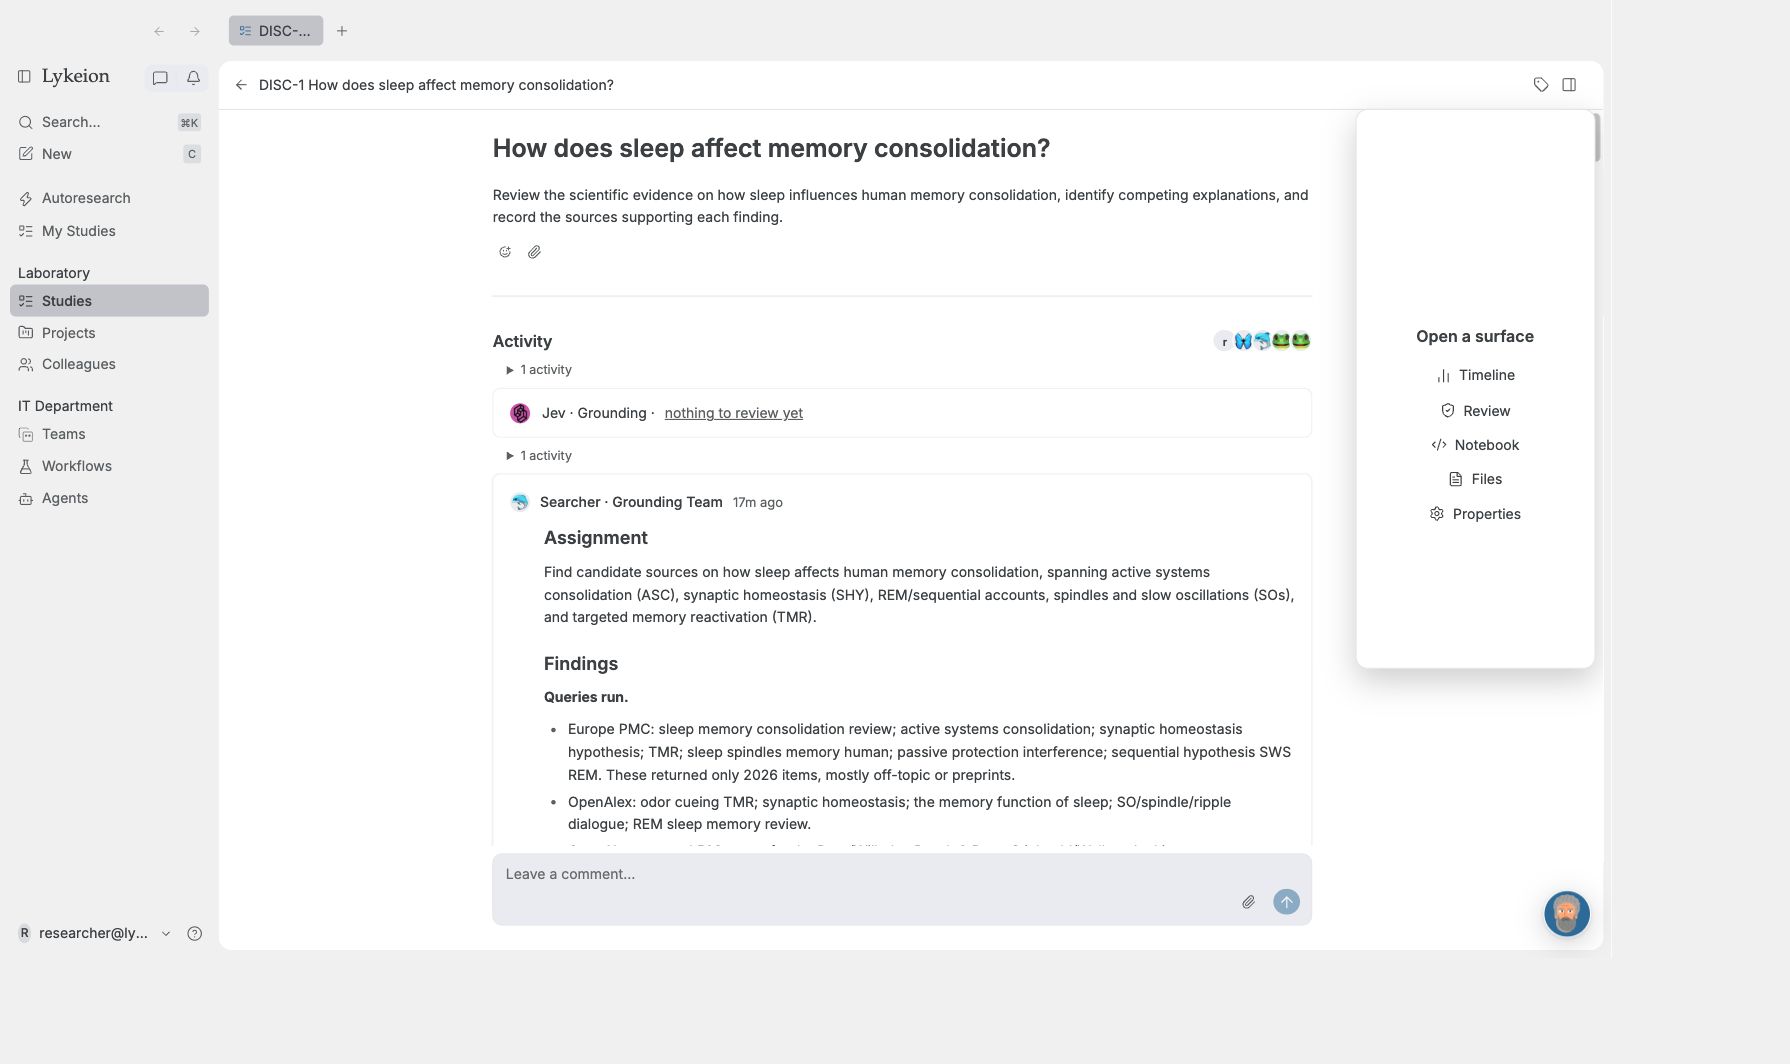 DISC-...
Lykeion
Search...
⌘K
New
C
Autoresearch
My Studies
Laboratory
Studies
Projects
Colleagues
IT Department
Teams
Workflows
Agents
R researcher@ly...
DISC-1 How does sleep affect memory consolidation?
How does sleep affect memory consolidation?
Review the scientific evidence on how sleep influences human memory consolidation, identify competing explanations, and
record the sources supporting each finding.
Activity
r
1 activity
Jev · Grounding · nothing to review yet
1 activity
Searcher · Grounding Team 17m ago
Assignment
Find candidate sources on how sleep affects human memory consolidation, spanning active systems
consolidation (ASC), synaptic homeostasis (SHY), REM/sequential accounts, spindles and slow oscillations (SOs),
and targeted memory reactivation (TMR).
Findings
Queries run.
• Europe PMC: sleep memory consolidation review; active systems consolidation; synaptic homeostasis
hypothesis; TMR; sleep spindles memory human; passive protection interference; sequential hypothesis SWS
REM. These returned only 2026 items, mostly off-topic or preprints.
• OpenAlex: odor cueing TMR; synaptic homeostasis; the memory function of sleep; SO/spindle/ripple
dialogue; REM sleep memory review.
Leave a comment...
Open a surface
Timeline
Review
Notebook
Files
Properties